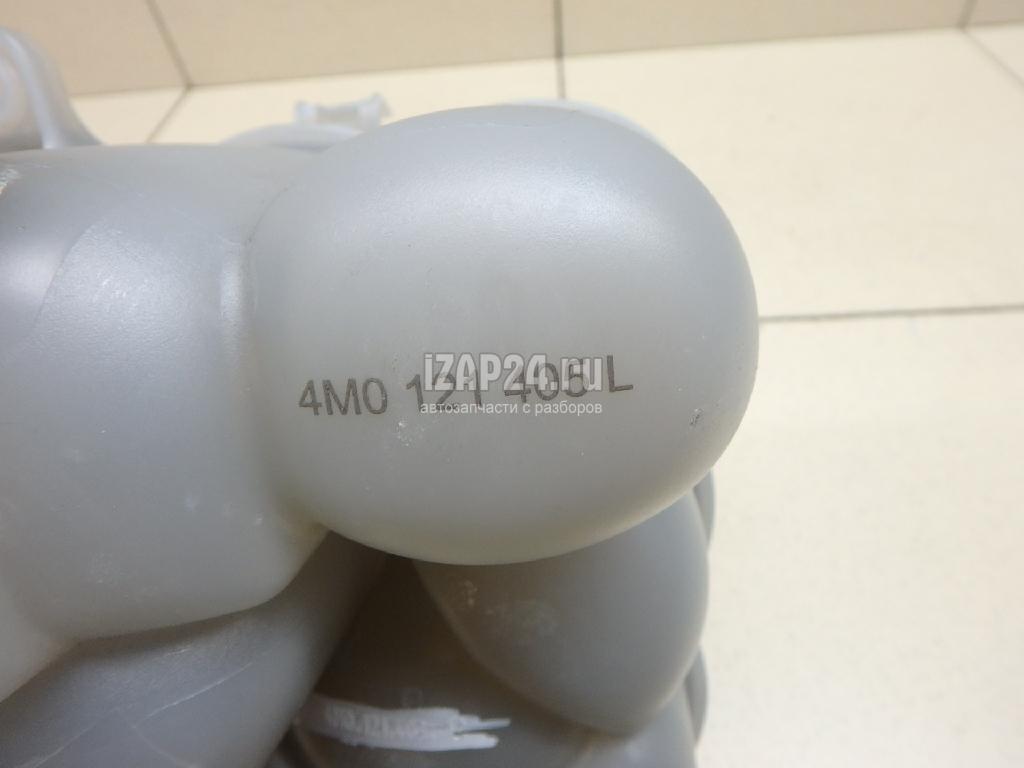 iZAP24.ru
4M0 121 405 L
автозапчасти с разборов